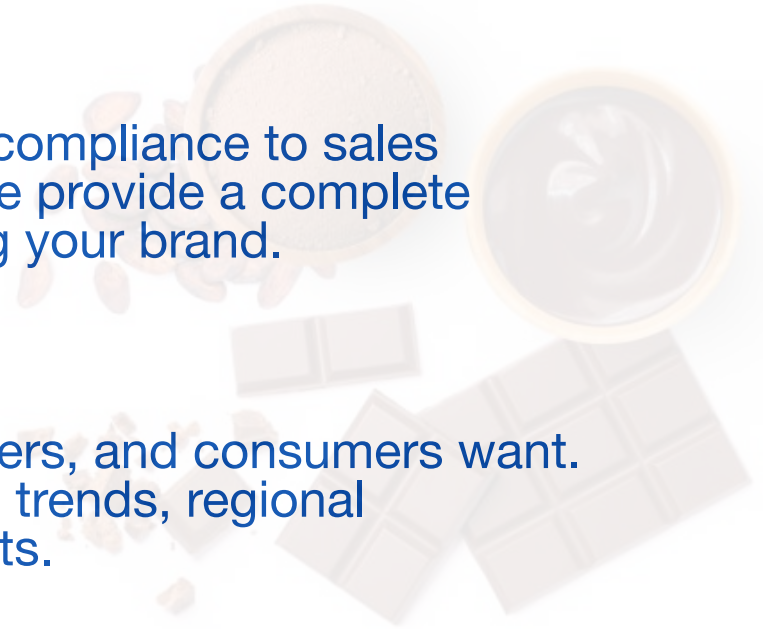 compliance to sales
e provide a complete
g your brand.
ers, and consumers want.
trends, regional
ts.